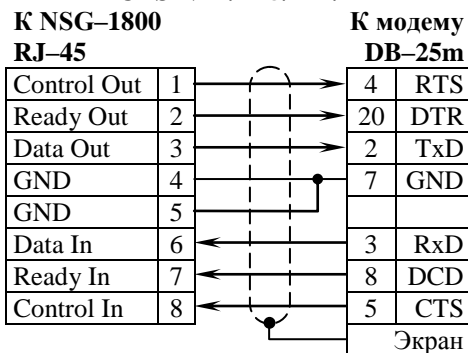 К NSG–1800 К модему
RJ–45 DB–25m
Control Out 1 4 RTS
Ready Out 2 20 DTR
Data Out 3 2 TxD
GND 4 7 GND
GND 5
Data In 6 3 RxD
Ready In 7 8 DCD
Control In 8 5 CTS
Экран